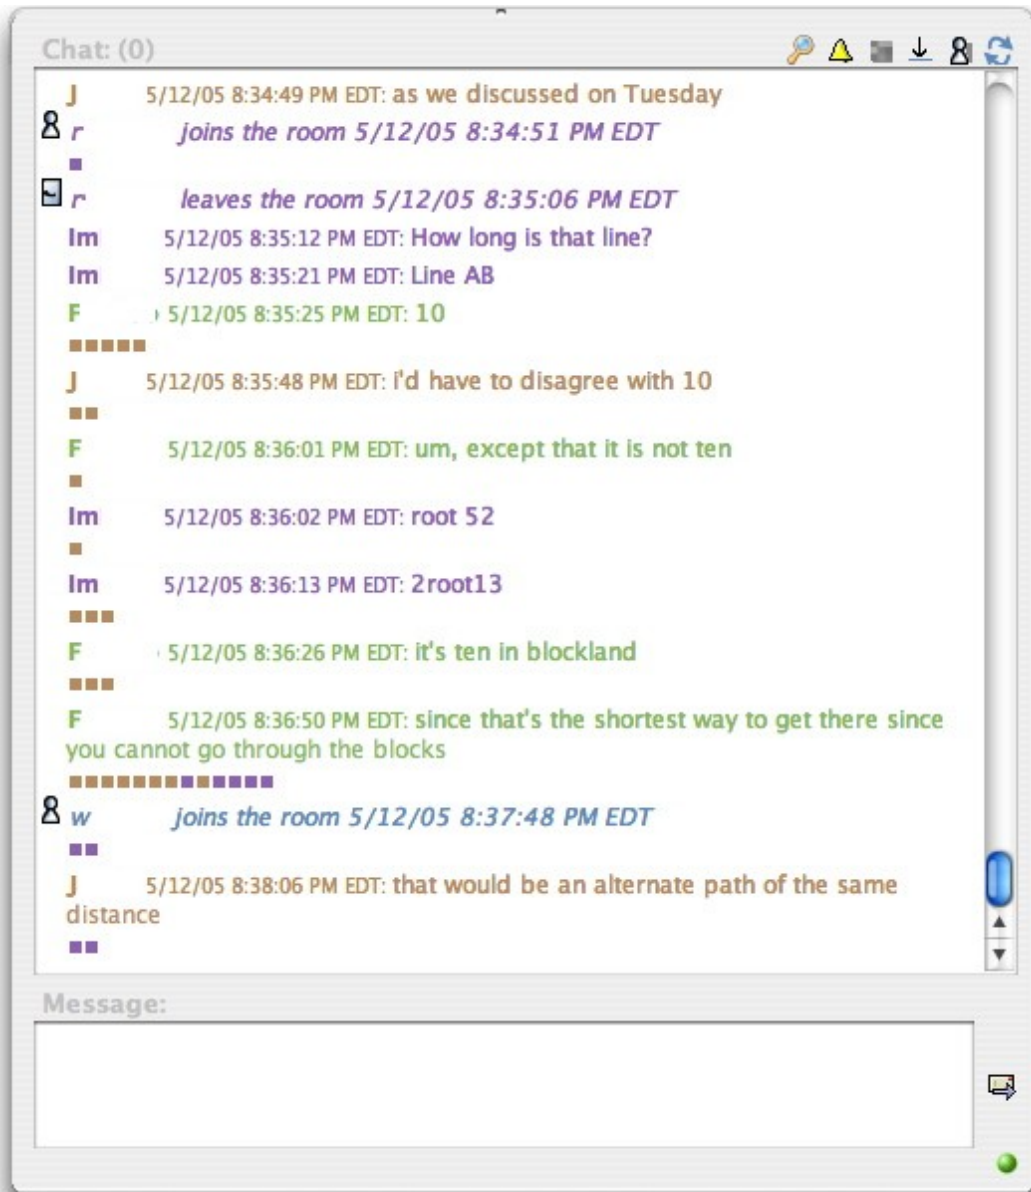 Chat: (0)
J 5/12/05 8:34:49 PM EDT: as we discussed on Tuesday
r joins the room 5/12/05 8:34:51 PM EDT
r leaves the room 5/12/05 8:35:06 PM EDT
Im 5/12/05 8:35:12 PM EDT: How long is that line?
Im 5/12/05 8:35:21 PM EDT: Line AB
F 5/12/05 8:35:25 PM EDT: 10
J 5/12/05 8:35:48 PM EDT: i'd have to disagree with 10
F 5/12/05 8:36:01 PM EDT: um, except that it is not ten
Im 5/12/05 8:36:02 PM EDT: root 52
Im 5/12/05 8:36:13 PM EDT: 2root13
F 5/12/05 8:36:26 PM EDT: it's ten in blockland
F 5/12/05 8:36:50 PM EDT: since that's the shortest way to get there since
you cannot go through the blocks
w joins the room 5/12/05 8:37:48 PM EDT
J 5/12/05 8:38:06 PM EDT: that would be an alternate path of the same
distance
Message: